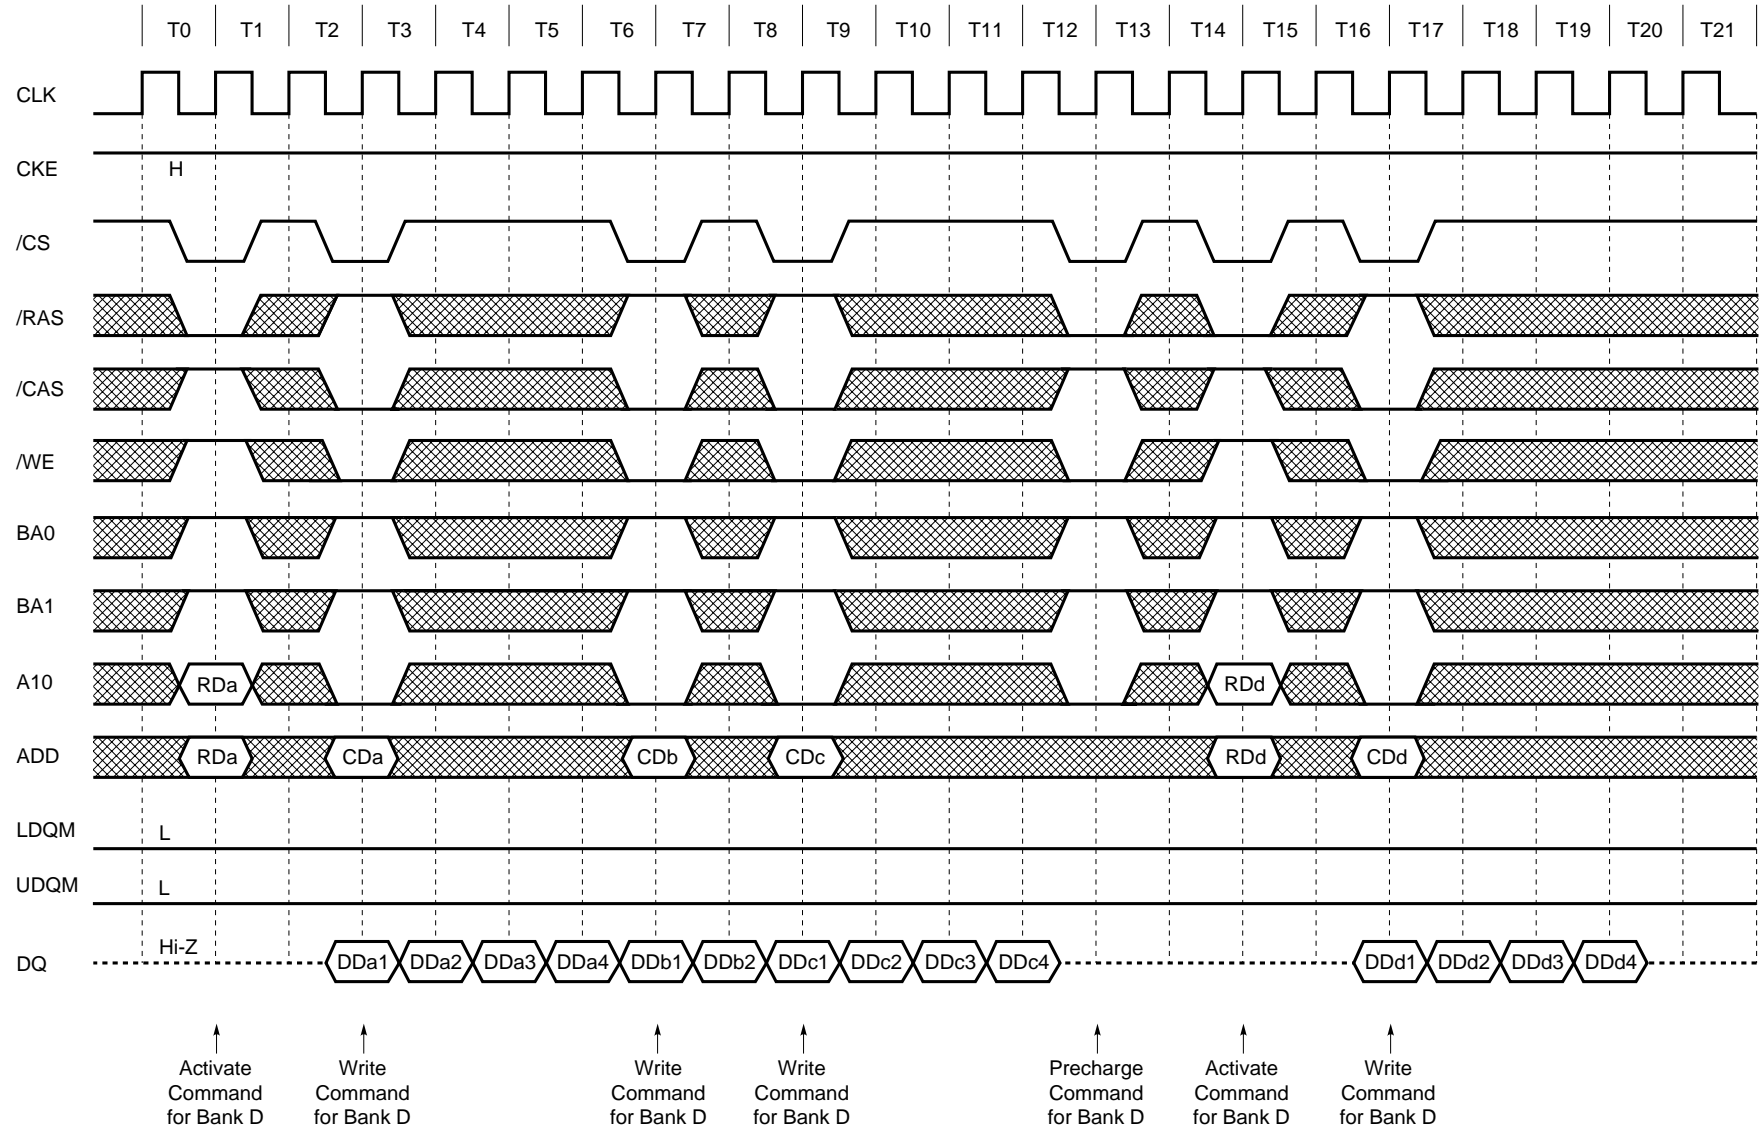 T0 T1 T2 T3 T4 T5 T6 T7 T8 T9 T10 T11 T12 T13 T14 T15 T16 T17 T18 T19 T20 T21
CLK
CKE H
/CS
/RAS
/CAS
/WE
BA0
BA1
A10 RDa RDd
ADD RDa CDa CDb CDc RDd CDd
LDQM L
UDQM L
DQ Hi-Z DDa1 DDa2 DDa3 DDa4 DDb1 DDb2 DDc1 DDc2 DDc3 DDc4 DDd1 DDd2 DDd3 DDd4
Activate
Command
for Bank D
Write
Command
for Bank D
Write
Command
for Bank D
Write
Command
for Bank D
Precharge
Command
for Bank D
Activate
Command
for Bank D
Write
Command
for Bank D